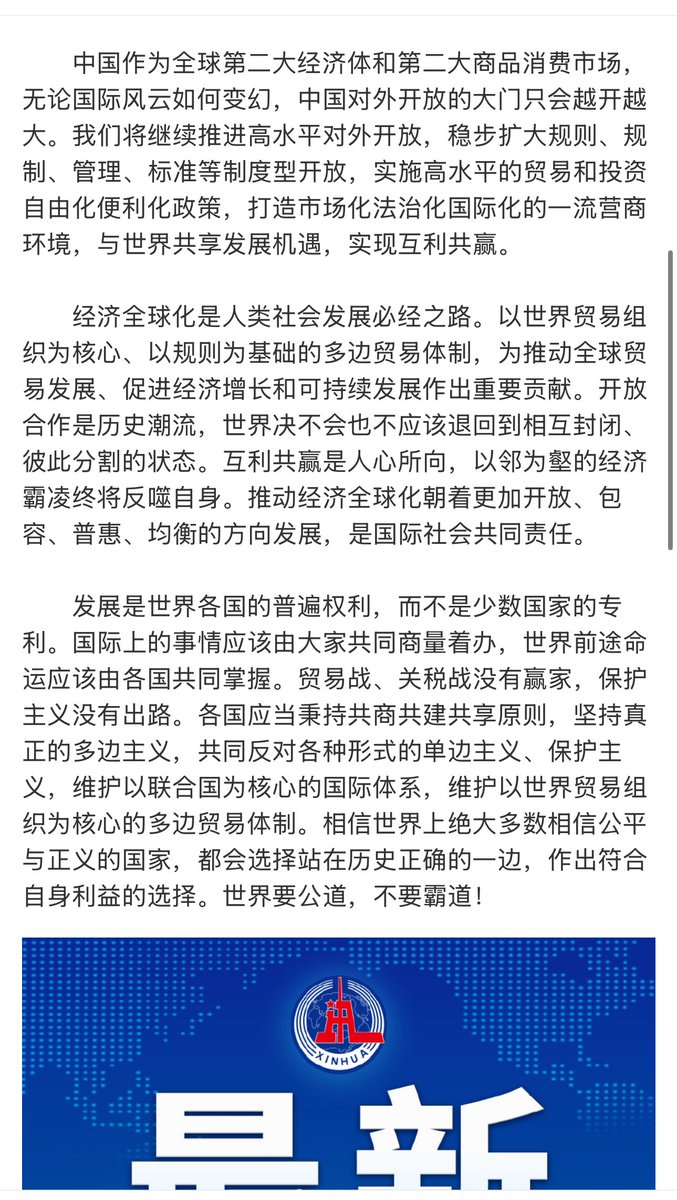 中国作为全球第二大经济体和第二大商品消费市场，
无论国际风云如何变幻，中国对外开放的大门只会越开越
大。我们将继续推进高水平对外开放，稳步扩大规则、规
制、管理、标准等制度型开放，实施高水平的贸易和投资
自由化便利化政策，打造市场化法治化国际化的一流营商
环境，与世界共享发展机遇，实现互利共赢。
经济全球化是人类社会发展必经之路。以世界贸易组
织为核心、以规则为基础的多边贸易体制，为推动全球贸
易发展、促进经济增长和可持续发展作出重要贡献。开放
合作是历史潮流，世界决不会也不应该退回到相互封闭、
彼此分割的状态。互利共赢是人心所向，以邻为壑的经济
霸凌终将反噬自身。推动经济全球化朝着更加开放、包
容、普惠、均衡的方向发展，是国际社会共同责任。
发展是世界各国的普遍权利，而不是少数国家的专
利。国际上的事情应该由大家共同商量着办，世界前途命
运应该由各国共同掌握。贸易战、关税战没有赢家，保护
主义没有出路。各国应当秉持共商共建共享原则，坚持真
正的多边主义，共同反对各种形式的单边主义、保护主
义，维护以联合国为核心的国际体系，维护以世界贸易组
织为核心的多边贸易体制。相信世界上绝大多数相信公平
与正义的国家，都会选择站在历史正确的一边，作出符合
自身利益的选择。世界要公道，不要霸道！
XINHUA
最新